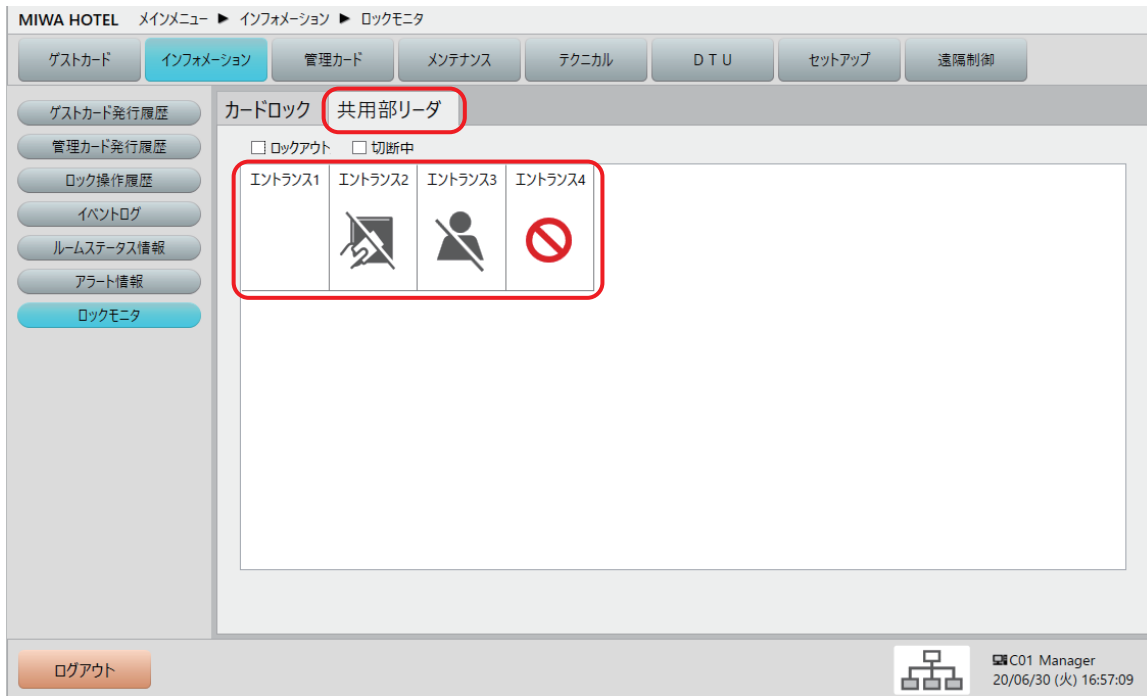 MIWA HOTEL メインメニュー ▶ インフォメーション ▶ ロックモニタ
ゲストカード インフォメーション 管理カード メンテナンス テクニカル DTU セットアップ 遠隔制御
ゲストカード発行履歴
管理カード発行履歴
ロック操作履歴
イベントログ
ルームステータス情報
アラート情報
ロックモニタ
カードロック 共用部リーダ
ロックアウト 切断中
エントランス1 エントランス2 エントランス3 エントランス4
ログアウト
C01 Manager
20/06/30 (火) 16:57:09